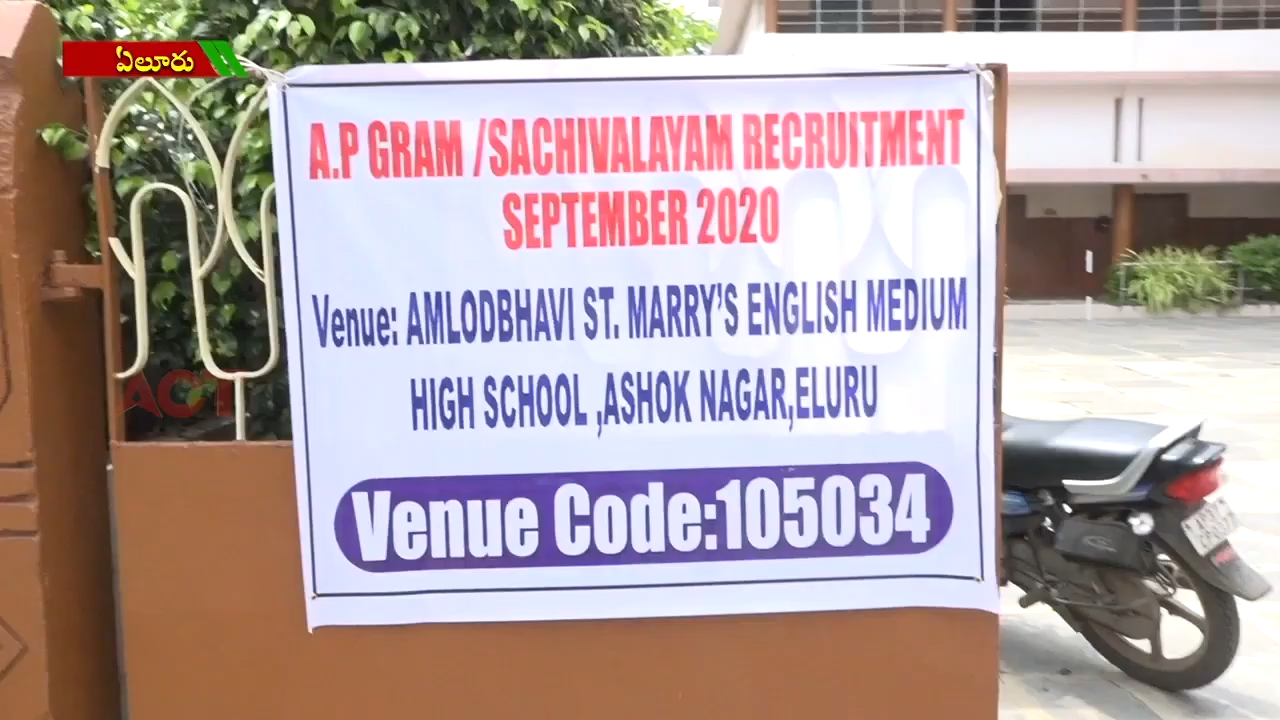 ఏలూరు
A.P GRAM /SACHIVALAYAM RECRUITMENT
SEPTEMBER 2020
Venue: AMLODBHAVI ST. MARRY'S ENGLISH MEDIUM
HIGH SCHOOL ,ASHOK NAGAR,ELURU
ACT
Venue Code:105034